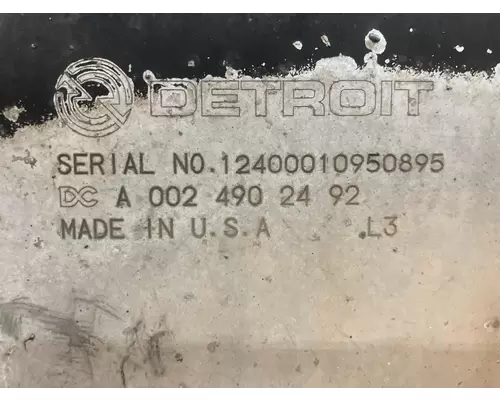 DETROIT
SERIAL NO.12400010950895
DC A 002 490 24 92
MADE IN U.S.A L3